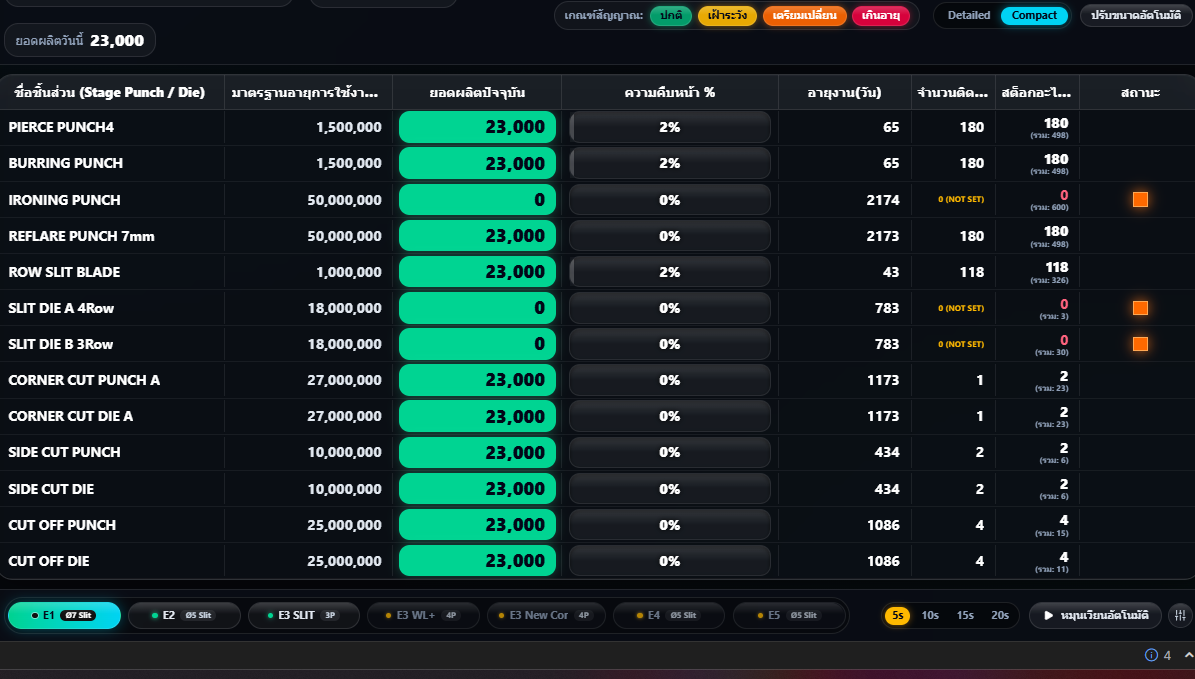 เกณฑ์สัญญาณ: ปกติ เฝ้าระวัง เตรียมเปลี่ยน เกินอายุ Detailed Compact ปรับขนาดอัตโนมัติ
ยอดผลิตวันนี้ 23,000
ชื่อชิ้นส่วน (Stage Punch / Die) มาตรฐานอายุการใช้งา... ยอดผลิตปัจจุบัน ความคืบหน้า % อายุงาน(วัน) จำนวนติด... สต็อกอะไ... สถานะ
PIERCE PUNCH4 1,500,000 23,000 2% 65 180 180
(รวม: 498)
BURRING PUNCH 1,500,000 23,000 2% 65 180 180
(รวม: 498)
IRONING PUNCH 50,000,000 0 0% 2174 0 (NOT SET) 0
(รวม: 600)
REFLARE PUNCH 7mm 50,000,000 23,000 0% 2173 180 180
(รวม: 498)
ROW SLIT BLADE 1,000,000 23,000 2% 43 118 118
(รวม: 326)
SLIT DIE A 4Row 18,000,000 0 0% 783 0 (NOT SET) 0
(รวม: 3)
SLIT DIE B 3Row 18,000,000 0 0% 783 0 (NOT SET) 0
(รวม: 30)
CORNER CUT PUNCH A 27,000,000 23,000 0% 1173 1 2
(รวม: 23)
CORNER CUT DIE A 27,000,000 23,000 0% 1173 1 2
(รวม: 23)
SIDE CUT PUNCH 10,000,000 23,000 0% 434 2 2
(รวม: 6)
SIDE CUT DIE 10,000,000 23,000 0% 434 2 2
(รวม: 6)
CUT OFF PUNCH 25,000,000 23,000 0% 1086 4 4
(รวม: 15)
CUT OFF DIE 25,000,000 23,000 0% 1086 4 4
(รวม: 11)
E1 Ø7 Slit E2 Ø5 Slit E3 SLIT 3P E3 WL+ 4P E3 New Cor 4P E4 Ø5 Slit E5 Ø5 Slit 5s 10s 15s 20s หมุนเวียนอัตโนมัติ
4